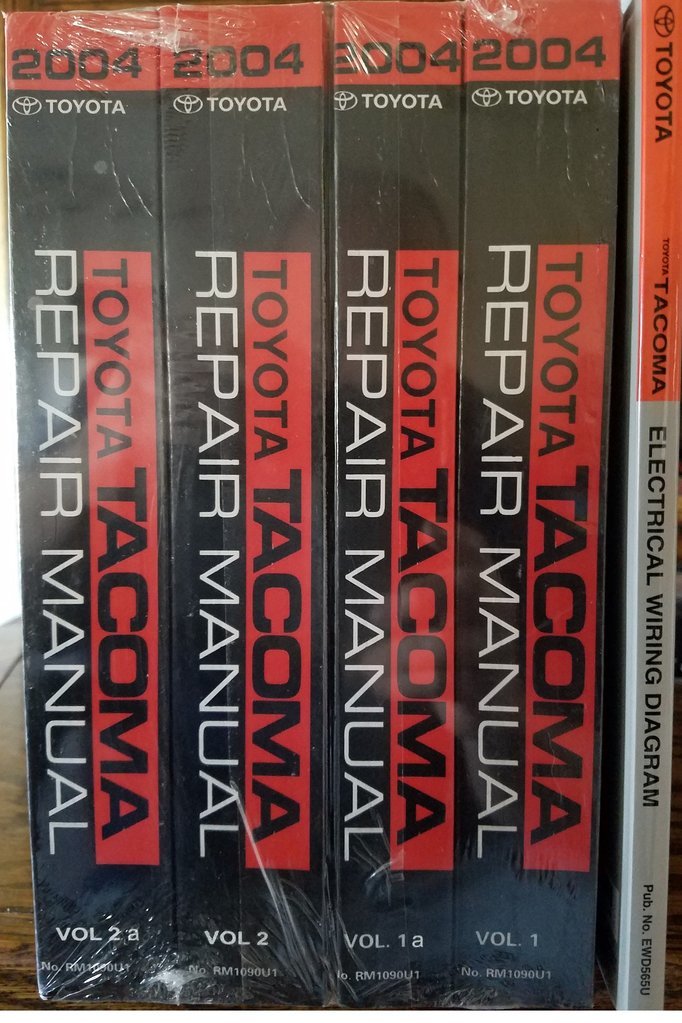 2004
TOYOTA
TOYOTA TACOMA
REPAIR MANUAL
VOL 2 a
No. RM1090U1
2004
TOYOTA
TOYOTA TACOMA
REPAIR MANUAL
VOL 2
No. RM1090U1
2004
TOYOTA
TOYOTA TACOMA
REPAIR MANUAL
VOL. 1 a
No. RM1090U1
2004
TOYOTA
TOYOTA TACOMA
REPAIR MANUAL
VOL. 1
No. RM1090U1
TOYOTA
TOYOTA TACOMA
ELECTRICAL WIRING DIAGRAM
Pub. No. EWD565U